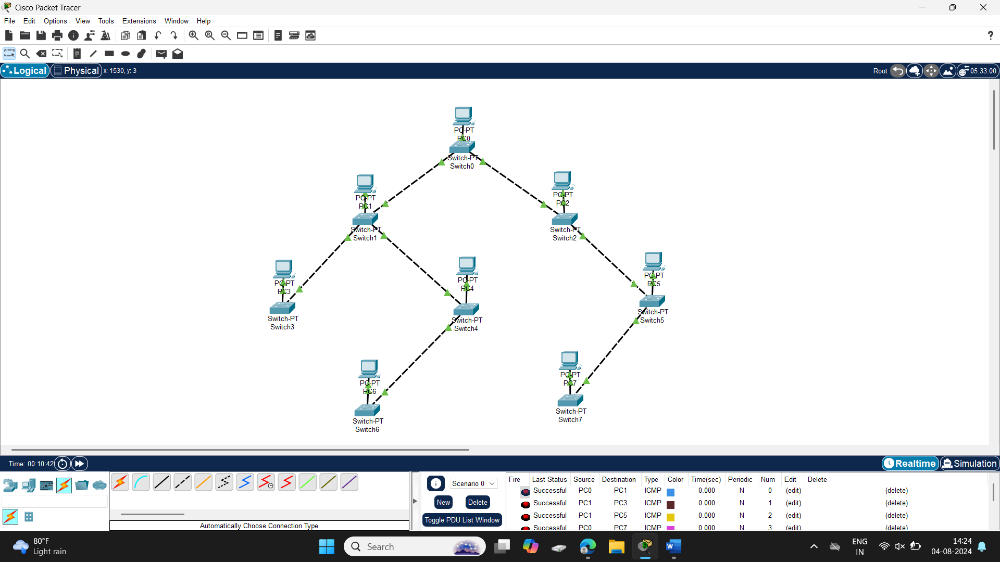 Cisco Packet Tracer
File Edit Options View Tools Extensions Window Help
?
Logical Physical x: 1530, y: 3 Root 05:33:00
PC-PT
PC0
Switch-PT
Switch0
PC-PT
PC1
Switch-PT
Switch1
PC-PT
PC2
Switch-PT
Switch2
PC-PT
PC3
Switch-PT
Switch3
PC-PT
PC4
Switch-PT
Switch4
PC-PT
PC5
Switch-PT
Switch5
PC-PT
PC6
Switch-PT
Switch6
PC-PT
PC7
Switch-PT
Switch7
Time: 00:10:42 Realtime Simulation
Automatically Choose Connection Type
Scenario 0
New Delete
Toggle PDU List Window
Fire Last Status Source Destination Type Color Time(sec) Periodic Num Edit Delete
Successful PC0 PC1 ICMP 0.000 N 0 (edit) (delete)
Successful PC1 PC3 ICMP 0.000 N 1 (edit) (delete)
Successful PC1 PC5 ICMP 0.000 N 2 (edit) (delete)
Successful PC0 PC7 ICMP 0.000 N 3 (edit) (delete)
80°F
Light rain
Search
ENG
IN
14:24
04-08-2024